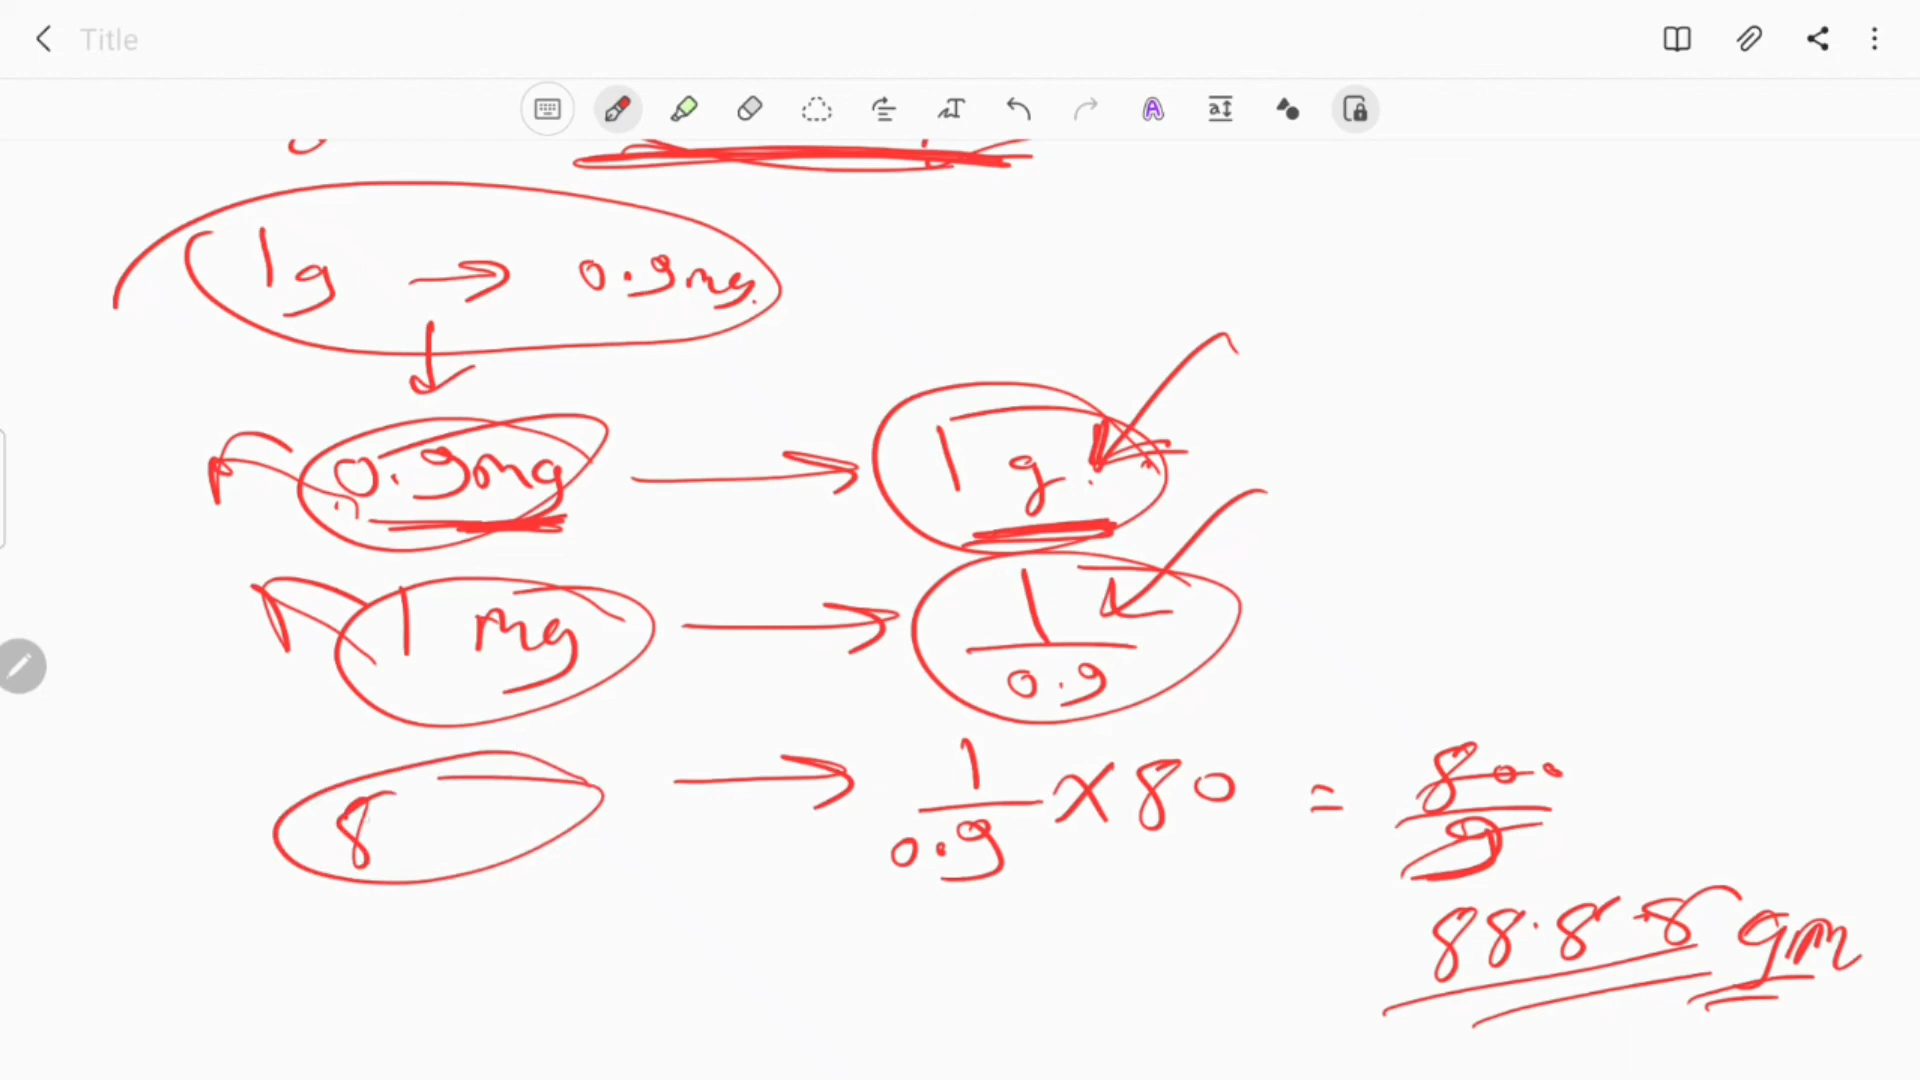 Title
1g → 0.9mg.
0.9mg → 1g.
1 mg → 1/0.9
8 → 1/0.9 × 80 = 800/9
88.88 gm